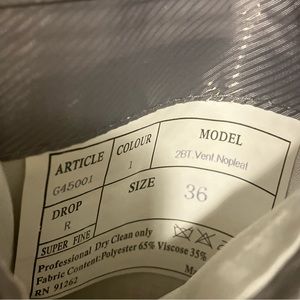 ARTICLE COLOUR MODEL
G45001 1 2BT.Vent.Nopleat
DROP SIZE 36
R
SUPER FINE
Professional Dry Clean only
Fabric Content:Polyester 65% Viscose 35%
RN 91262